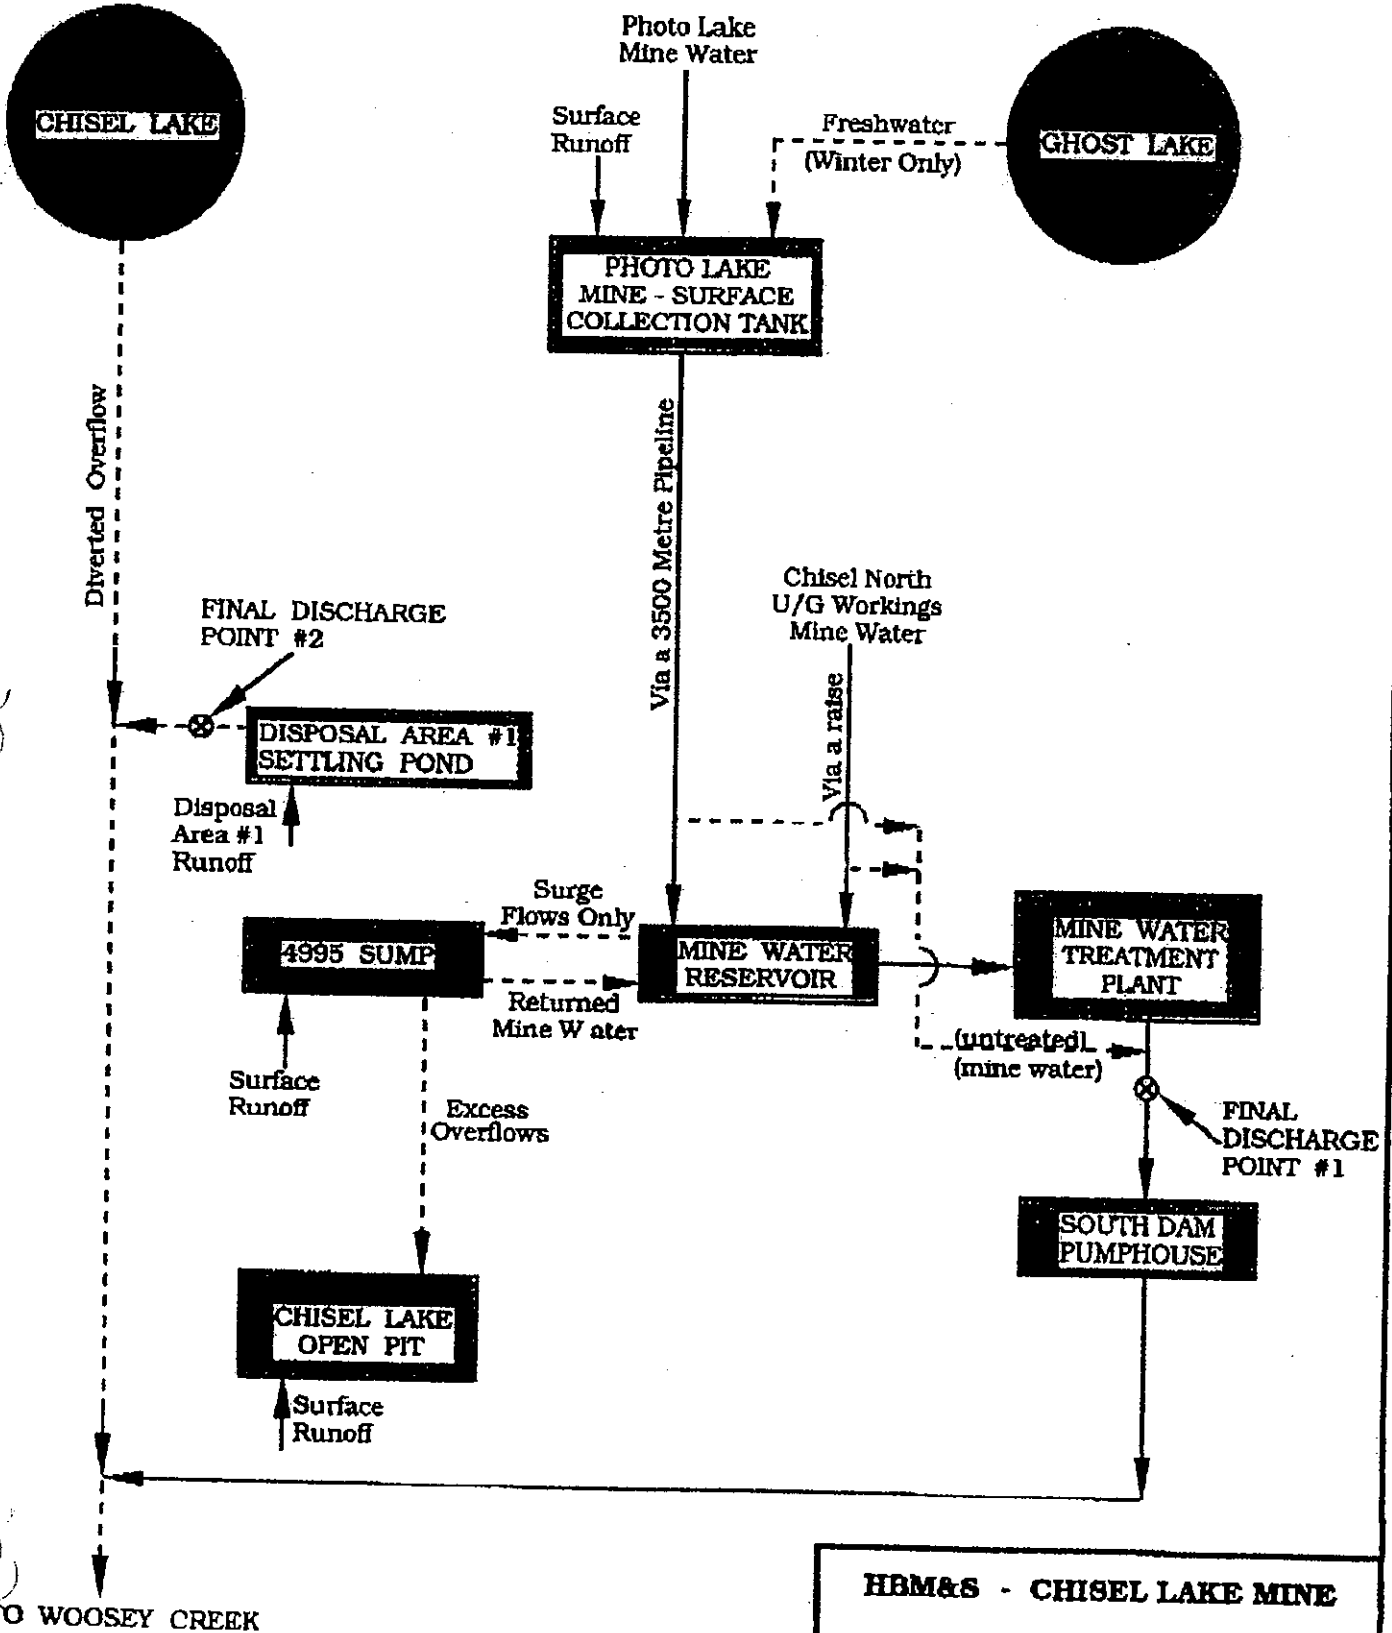 Photo Lake
Mine Water
CHISEL LAKE
Surface
Runoff
Freshwater
(Winter Only)
GHOST LAKE
PHOTO LAKE
MINE - SURFACE
COLLECTION TANK
Diverted Overflow
Via a 3500 Metre Pipeline
Chisel North
U/G Workings
Mine Water
Via a raise
FINAL DISCHARGE
POINT #2
DISPOSAL AREA #1
SETTLING POND
Disposal
Area #1
Runoff
Surge
Flows Only
4995 SUMP
MINE WATER
RESERVOIR
MINE WATER
TREATMENT
PLANT
Returned
Mine W ater
(untreated)
(mine water)
Surface
Runoff
Excess
Overflows
FINAL
DISCHARGE
POINT #1
SOUTH DAM
PUMPHOUSE
CHISEL LAKE
OPEN PIT
Surface
Runoff
HBM&S - CHISEL LAKE MINE
O WOOSEY CREEK